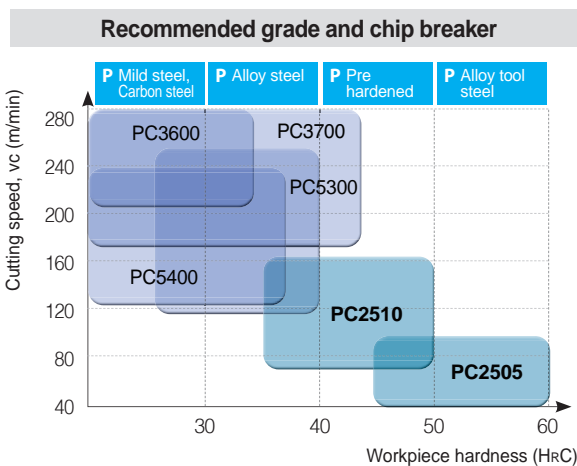 Recommended grade and chip breaker
P Mild steel,
Carbon steel
P Alloy steel
P Pre
hardened
P Alloy tool
steel
Cutting speed, vc (m/min)
280
240
200
160
120
80
40
PC3600
PC3700
PC5300
PC5400
PC2510
PC2505
30
40
50
60
Workpiece hardness (HRC)